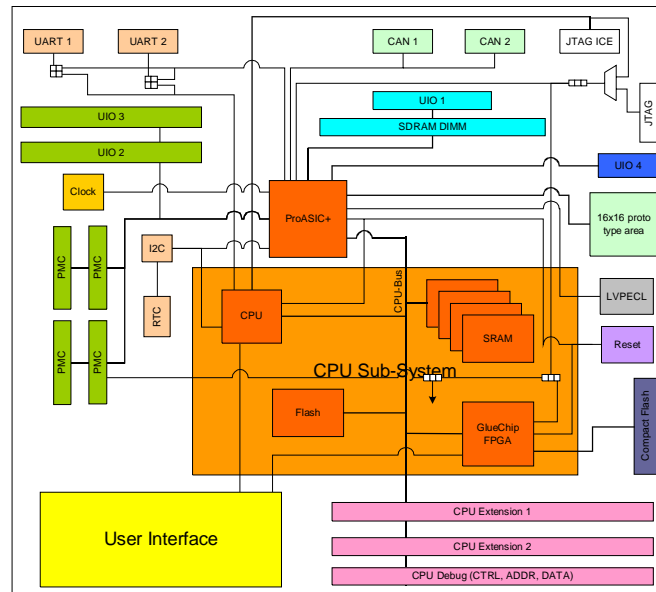 UART 1
UART 2
CAN 1
CAN 2
JTAG ICE
UIO 1
JTAG
UIO 3
SDRAM DIMM
UIO 2
UIO 4
Clock
ProASIC+
16x16 proto
type area
PMC
PMC
I2C
CPU-Bus
LVPECL
RTC
CPU
SRAM
Reset
PMC
PMC
CPU Sub-System
Flash
GlueChip
FPGA
Compact Flash
User Interface
CPU Extension 1
CPU Extension 2
CPU Debug (CTRL, ADDR, DATA)